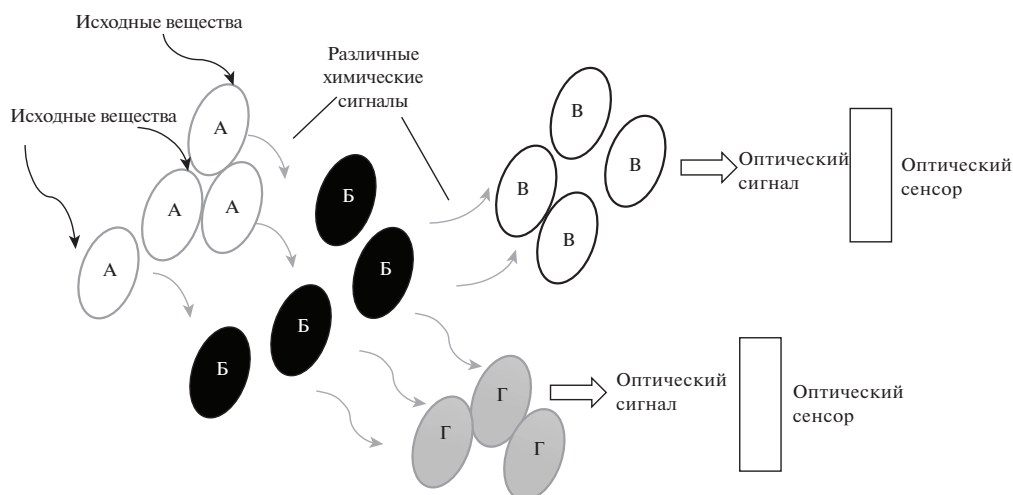 Исходные вещества
Исходные вещества
Различные
химические
сигналы
А
А
А
А
Б
Б
Б
Б
В
В
В
В
Оптический
сигнал
Оптический
сенсор
Г
Г
Г
Оптический
сигнал
Оптический
сенсор